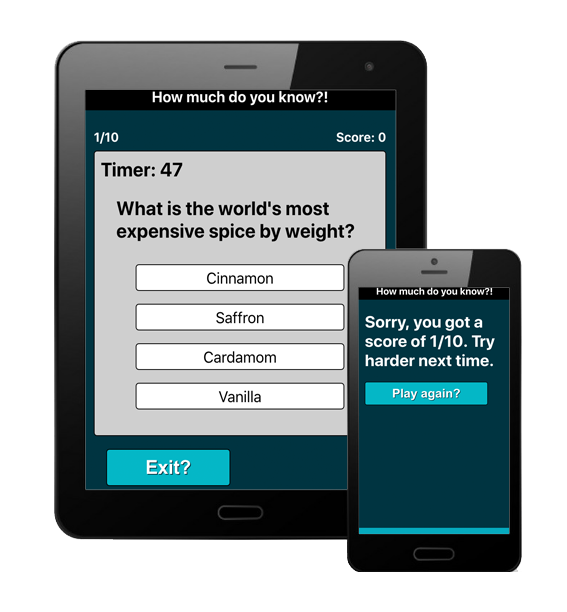 How much do you know?!
1/10 Score: 0
Timer: 47
What is the world's most
expensive spice by weight?
Cinnamon
Saffron
Cardamom
Vanilla
Exit?
How much do you know?!
Sorry, you got a
score of 1/10. Try
harder next time.
Play again?